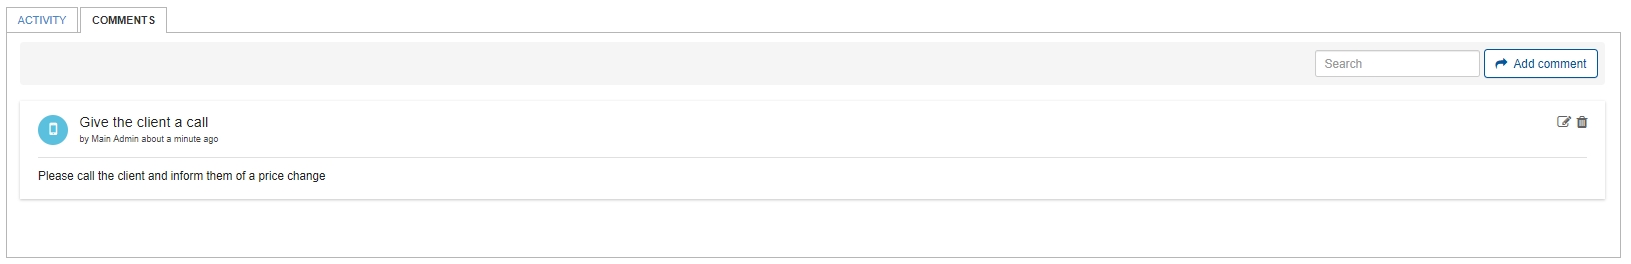 ACTIVITY COMMENTS
Search Add comment
Give the client a call
by Main Admin about a minute ago
Please call the client and inform them of a price change